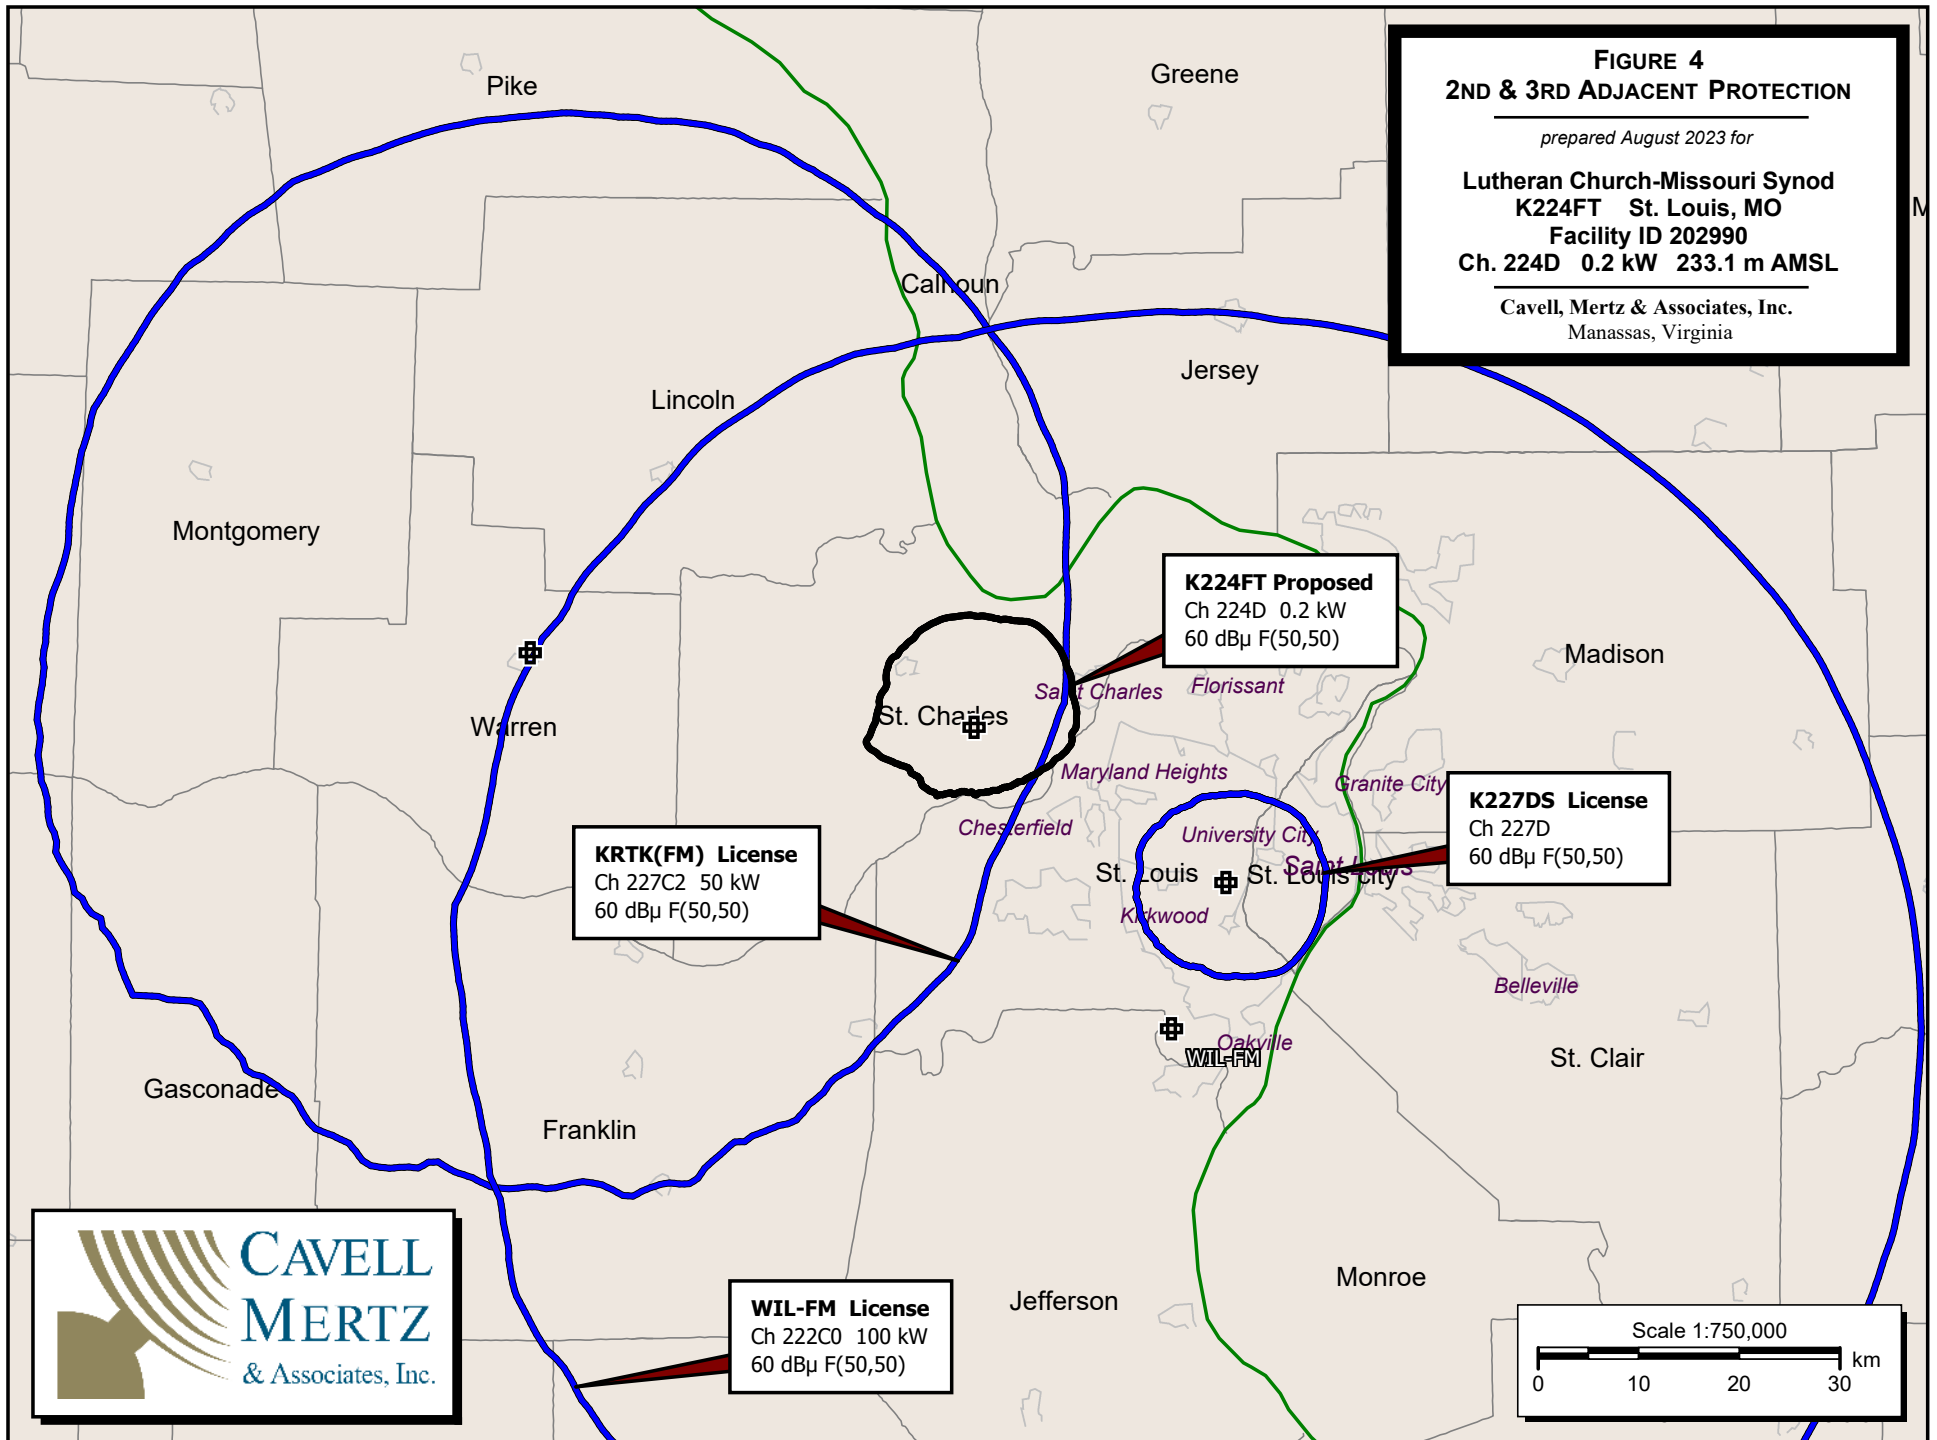 FIGURE 4
2ND & 3RD ADJACENT PROTECTION
prepared August 2023 for
Lutheran Church-Missouri Synod
K224FT St. Louis, MO
Facility ID 202990
Ch. 224D 0.2 kW 233.1 m AMSL
Cavell, Mertz & Associates, Inc.
Manassas, Virginia
Pike
Greene
M
Calhoun
Jersey
Lincoln
Montgomery
K224FT Proposed
Ch 224D 0.2 kW
60 dBµ F(50,50)
Madison
Saint Charles
Florissant
St. Charles
Warren
Maryland Heights
Granite City
K227DS License
Ch 227D
60 dBµ F(50,50)
Chesterfield
University City
Saint Louis
St. Louis
St. Louis city
KRTK(FM) License
Ch 227C2 50 kW
60 dBµ F(50,50)
Kirkwood
Belleville
Oakville
WIL-FM
St. Clair
Gasconade
Franklin
CAVELL
MERTZ
& Associates, Inc.
WIL-FM License
Ch 222C0 100 kW
60 dBµ F(50,50)
Jefferson
Monroe
Scale 1:750,000
km
0 10 20 30